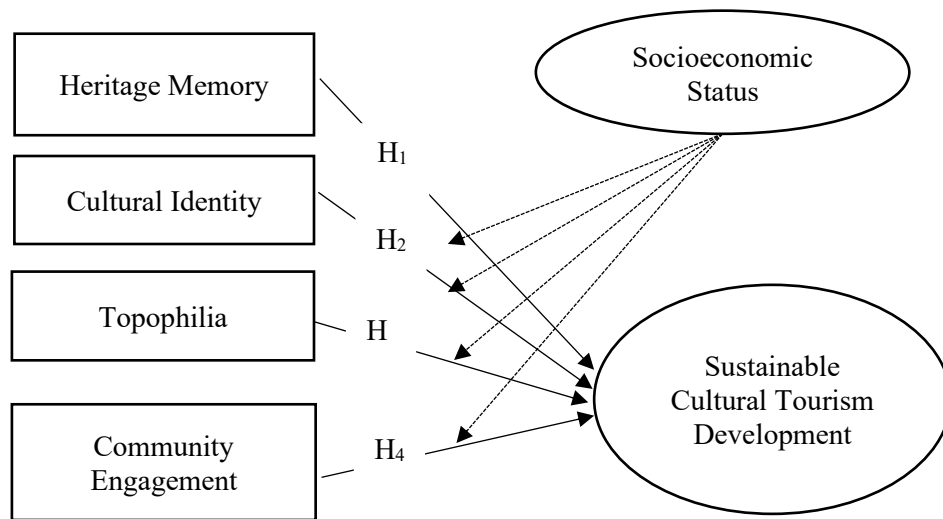 Heritage Memory
Socioeconomic
Status
H₁
Cultural Identity
H₂
Topophilia
H
Sustainable
Cultural Tourism
Development
Community
Engagement
H₄